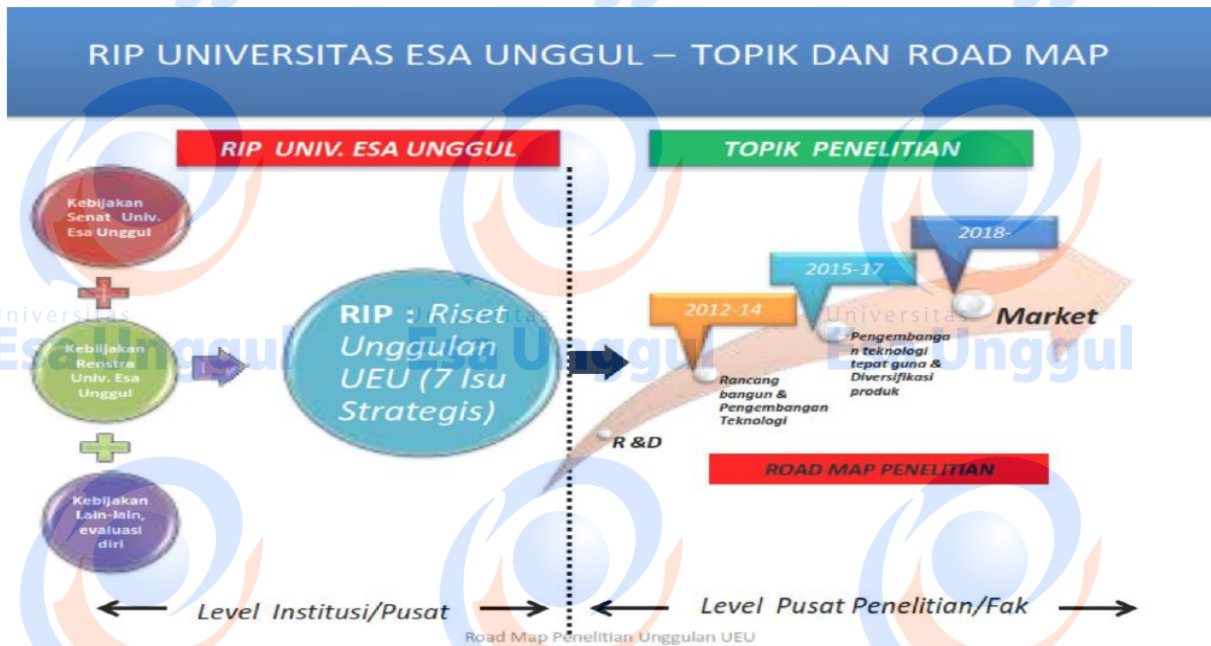 RIP UNIVERSITAS ESA UNGGUL – TOPIK DAN ROAD MAP
RIP UNIV. ESA UNGGUL
TOPIK PENELITIAN
Kebijakan
Senat Univ.
Esa Unggul
Kebiijakan
Renstra
Univ. Esa
Unggul
Kebijakan
Lain-lain,
evaluasi
diri
RIP : Riset
Unggulan
UEU (7 Isu
Strategis)
2012-14
2015-17
2018-
R &D
Rancang
bangun &
Pengembangan
Teknologi
Pengembanga
n teknologi
tepat guna &
Diversifikasi
produk
Market
ROAD MAP PENELITIAN
Level Institusi/Pusat
Level Pusat Penelitian/Fak
Road Map Penelitian Unggulan UEU
Universitas
Esa Unggul
Universitas
Esa Unggul
Universitas
Esa Unggul